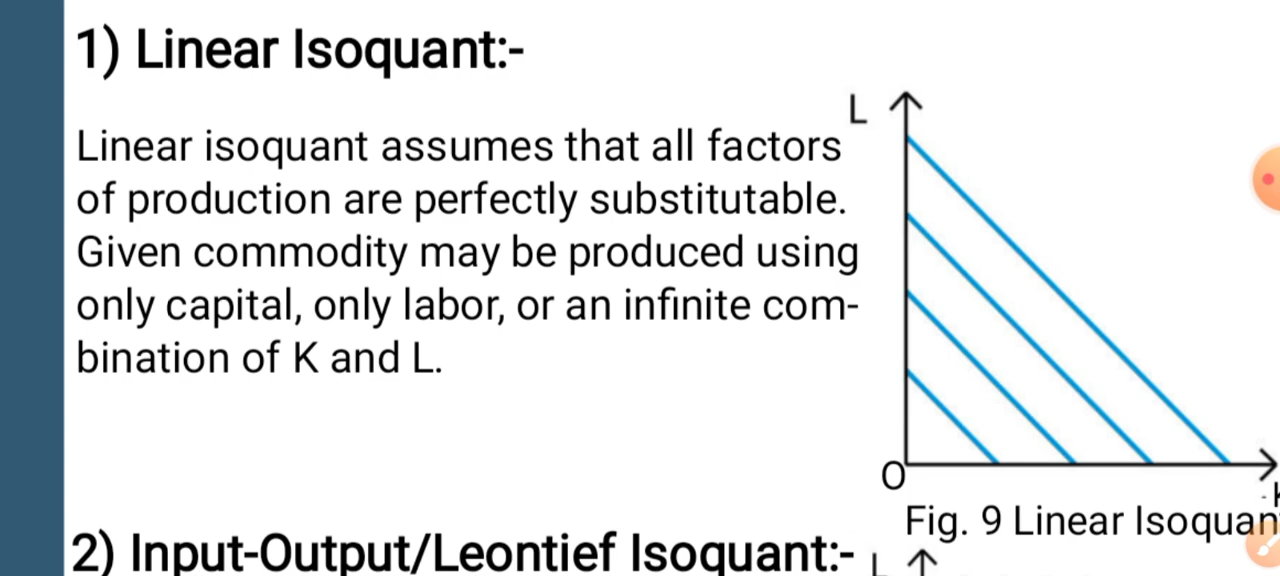 1) Linear Isoquant:-
L
Linear isoquant assumes that all factors
of production are perfectly substitutable.
Given commodity may be produced using
only capital, only labor, or an infinite com-
bination of K and L.
O
Fig. 9 Linear Isoquan
2) Input-Output/Leontief Isoquant:-
L